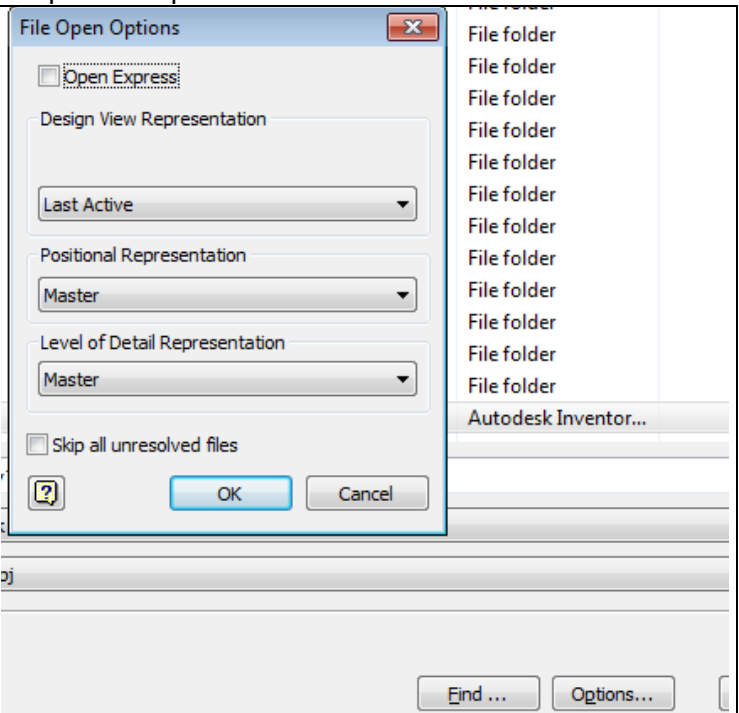 File Open Options
Open Express
Design View Representation
Last Active
Positional Representation
Master
Level of Detail Representation
Master
Skip all unresolved files
OK
Cancel
File folder
File folder
File folder
File folder
File folder
File folder
File folder
File folder
File folder
File folder
File folder
File folder
Autodesk Inventor...
oj
Find ...
Options...